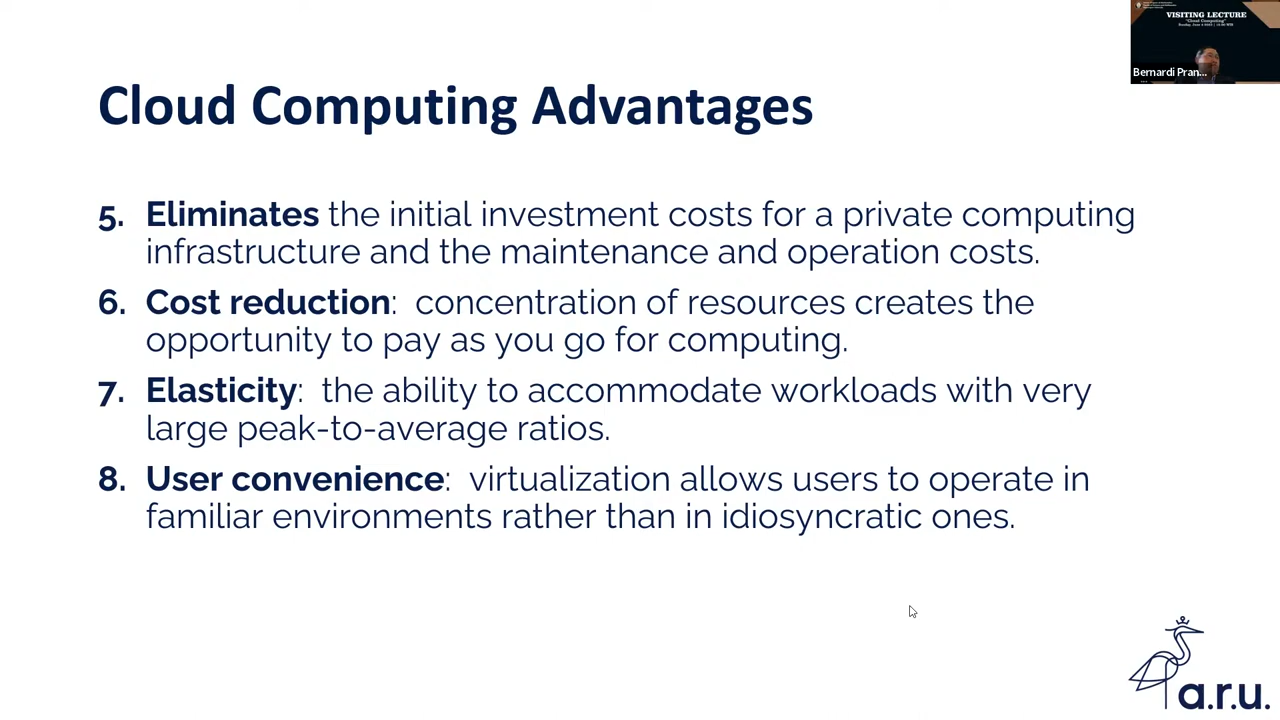 VISITING LECTURE
"Cloud Computing"
Bernardi Pran...
Cloud Computing Advantages
5. Eliminates the initial investment costs for a private computing
infrastructure and the maintenance and operation costs.
6. Cost reduction: concentration of resources creates the
opportunity to pay as you go for computing.
7. Elasticity: the ability to accommodate workloads with very
large peak-to-average ratios.
8. User convenience: virtualization allows users to operate in
familiar environments rather than in idiosyncratic ones.
a.r.u.